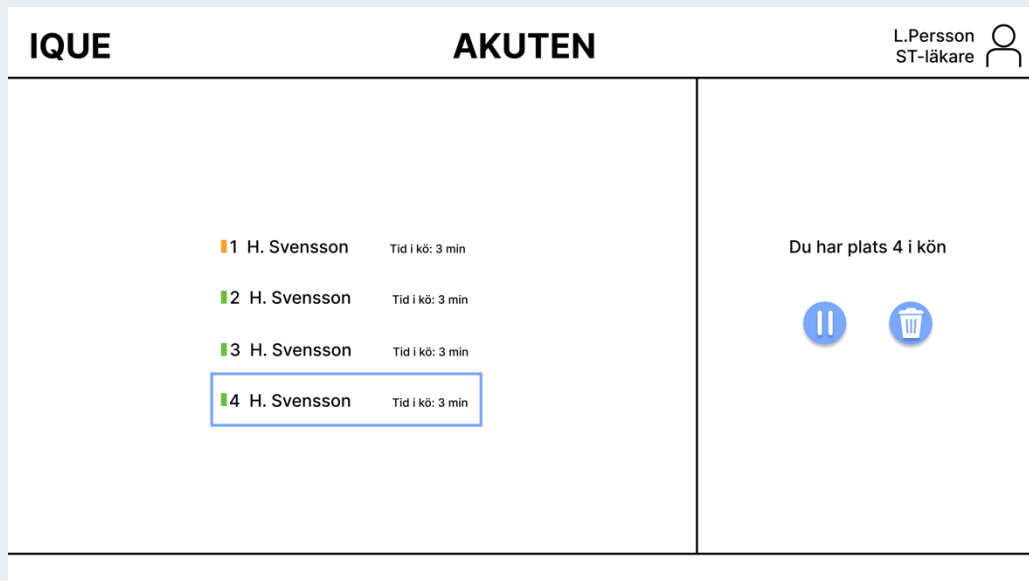 IQUE
AKUTEN
L.Persson
ST-läkare
1 H. Svensson Tid i kö: 3 min
2 H. Svensson Tid i kö: 3 min
3 H. Svensson Tid i kö: 3 min
4 H. Svensson Tid i kö: 3 min
Du har plats 4 i kön